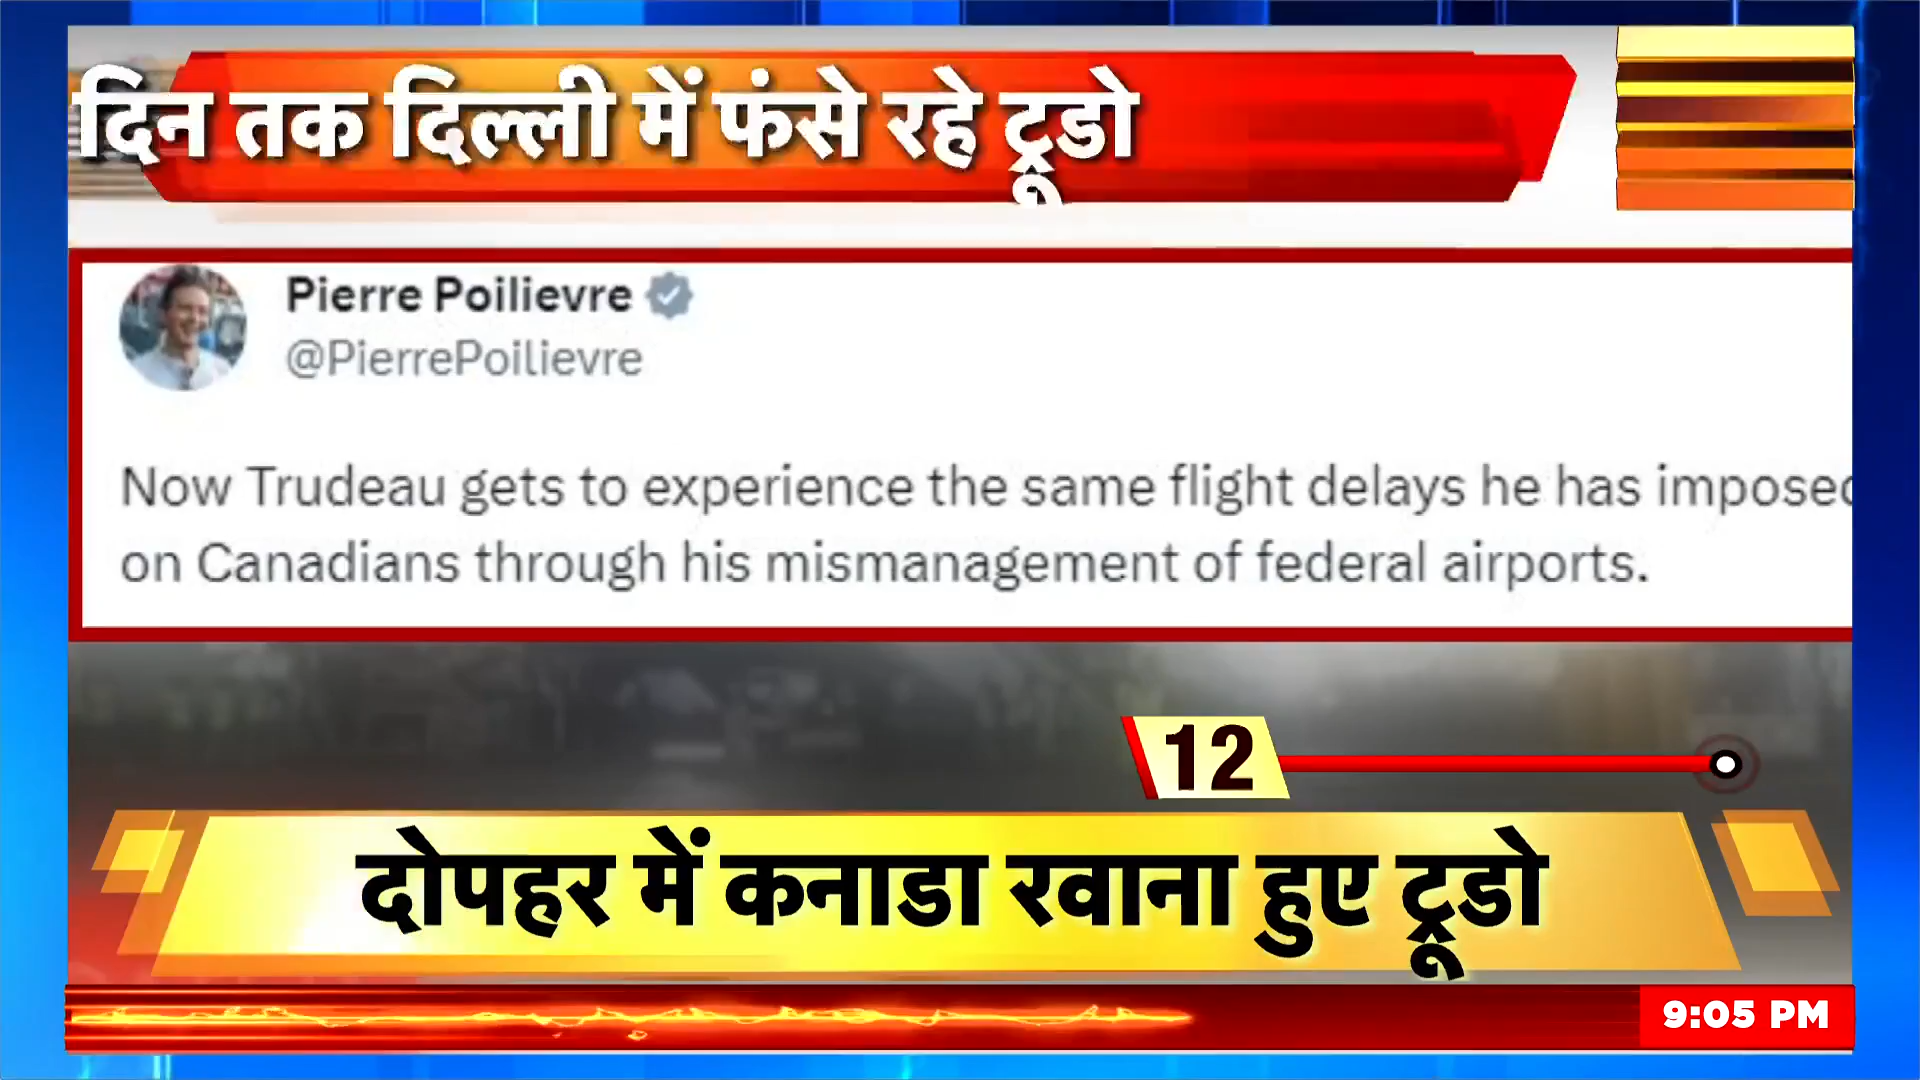 दिन तक दिल्ली में फंसे रहे ट्रूडो
Pierre Poilievre
@PierrePoilievre
Now Trudeau gets to experience the same flight delays he has imposed
on Canadians through his mismanagement of federal airports.
12
दोपहर में कनाडा रवाना हुए ट्रूडो
9:05 PM